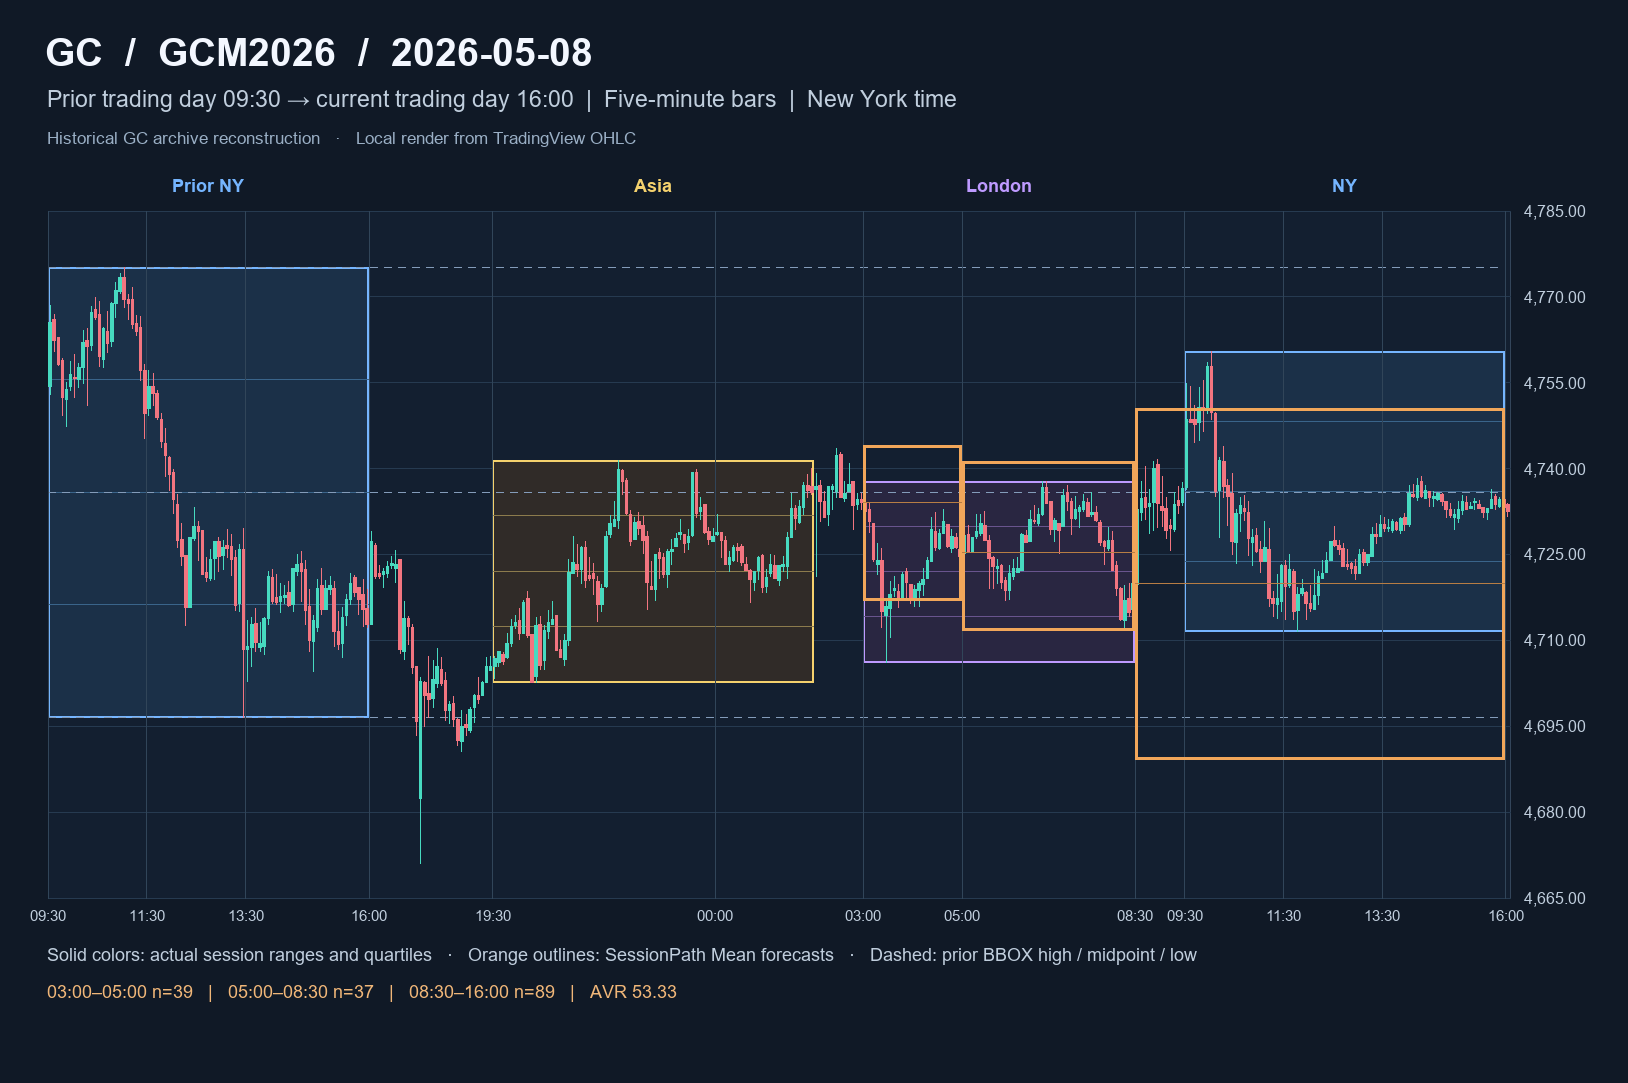 GC / GCM2026 / 2026-05-08
Prior trading day 09:30 → current trading day 16:00 | Five-minute bars | New York time
Historical GC archive reconstruction · Local render from TradingView OHLC
Prior NY Asia London NY
4,785.00
4,770.00
4,755.00
4,740.00
4,725.00
4,710.00
4,695.00
4,680.00
4,665.00
09:30 11:30 13:30 16:00 19:30 00:00 03:00 05:00 08:30 09:30 11:30 13:30 16:00
Solid colors: actual session ranges and quartiles · Orange outlines: SessionPath Mean forecasts · Dashed: prior BBOX high / midpoint / low
03:00–05:00 n=39 | 05:00–08:30 n=37 | 08:30–16:00 n=89 | AVR 53.33